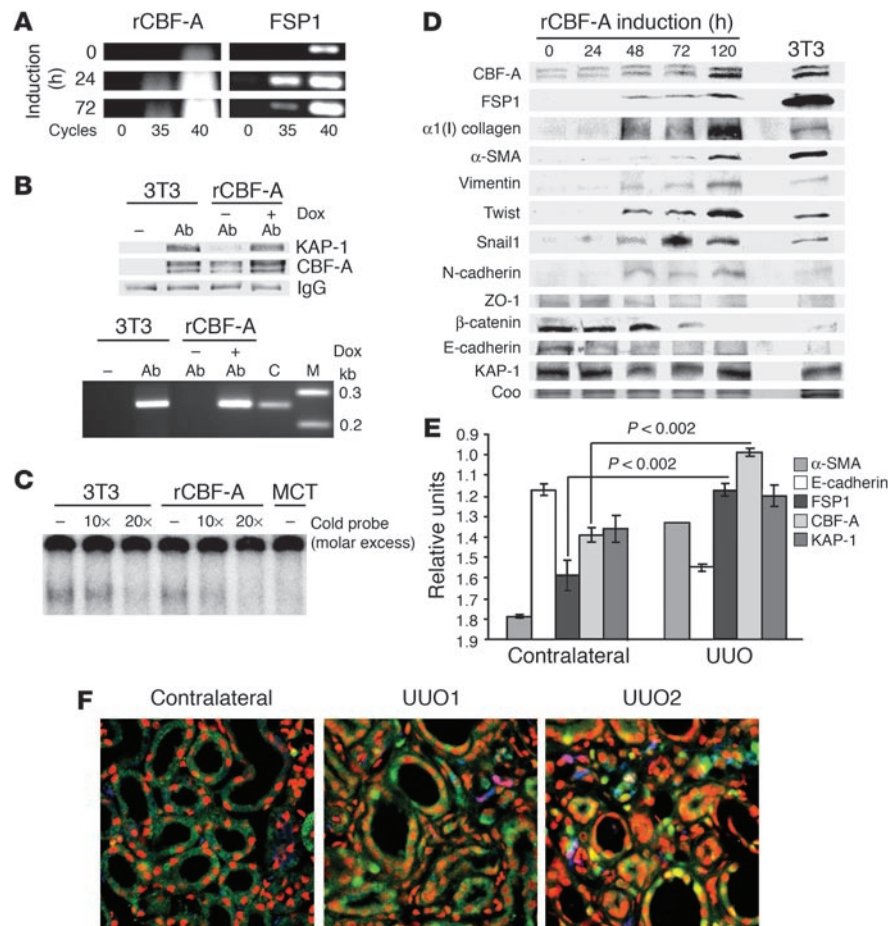 A
rCBF-A FSP1
Induction (h)
0
24
72
Cycles 0 35 40 0 35 40
B
3T3 rCBF-A
– + Dox
– Ab Ab Ab
KAP-1
CBF-A
IgG
3T3 rCBF-A
– + Dox
– Ab Ab Ab C M kb
0.3
0.2
C
3T3 rCBF-A MCT
– 10× 20× – 10× 20× – Cold probe
(molar excess)
D
rCBF-A induction (h)
0 24 48 72 120 3T3
CBF-A
FSP1
α1(I) collagen
α-SMA
Vimentin
Twist
Snail1
N-cadherin
ZO-1
β-catenin
E-cadherin
KAP-1
Coo
E
Relative units
0.9
1.0
1.1
1.2
1.3
1.4
1.5
1.6
1.7
1.8
1.9
P < 0.002
P < 0.002
α-SMA
E-cadherin
FSP1
CBF-A
KAP-1
Contralateral UUO
F
Contralateral UUO1 UUO2